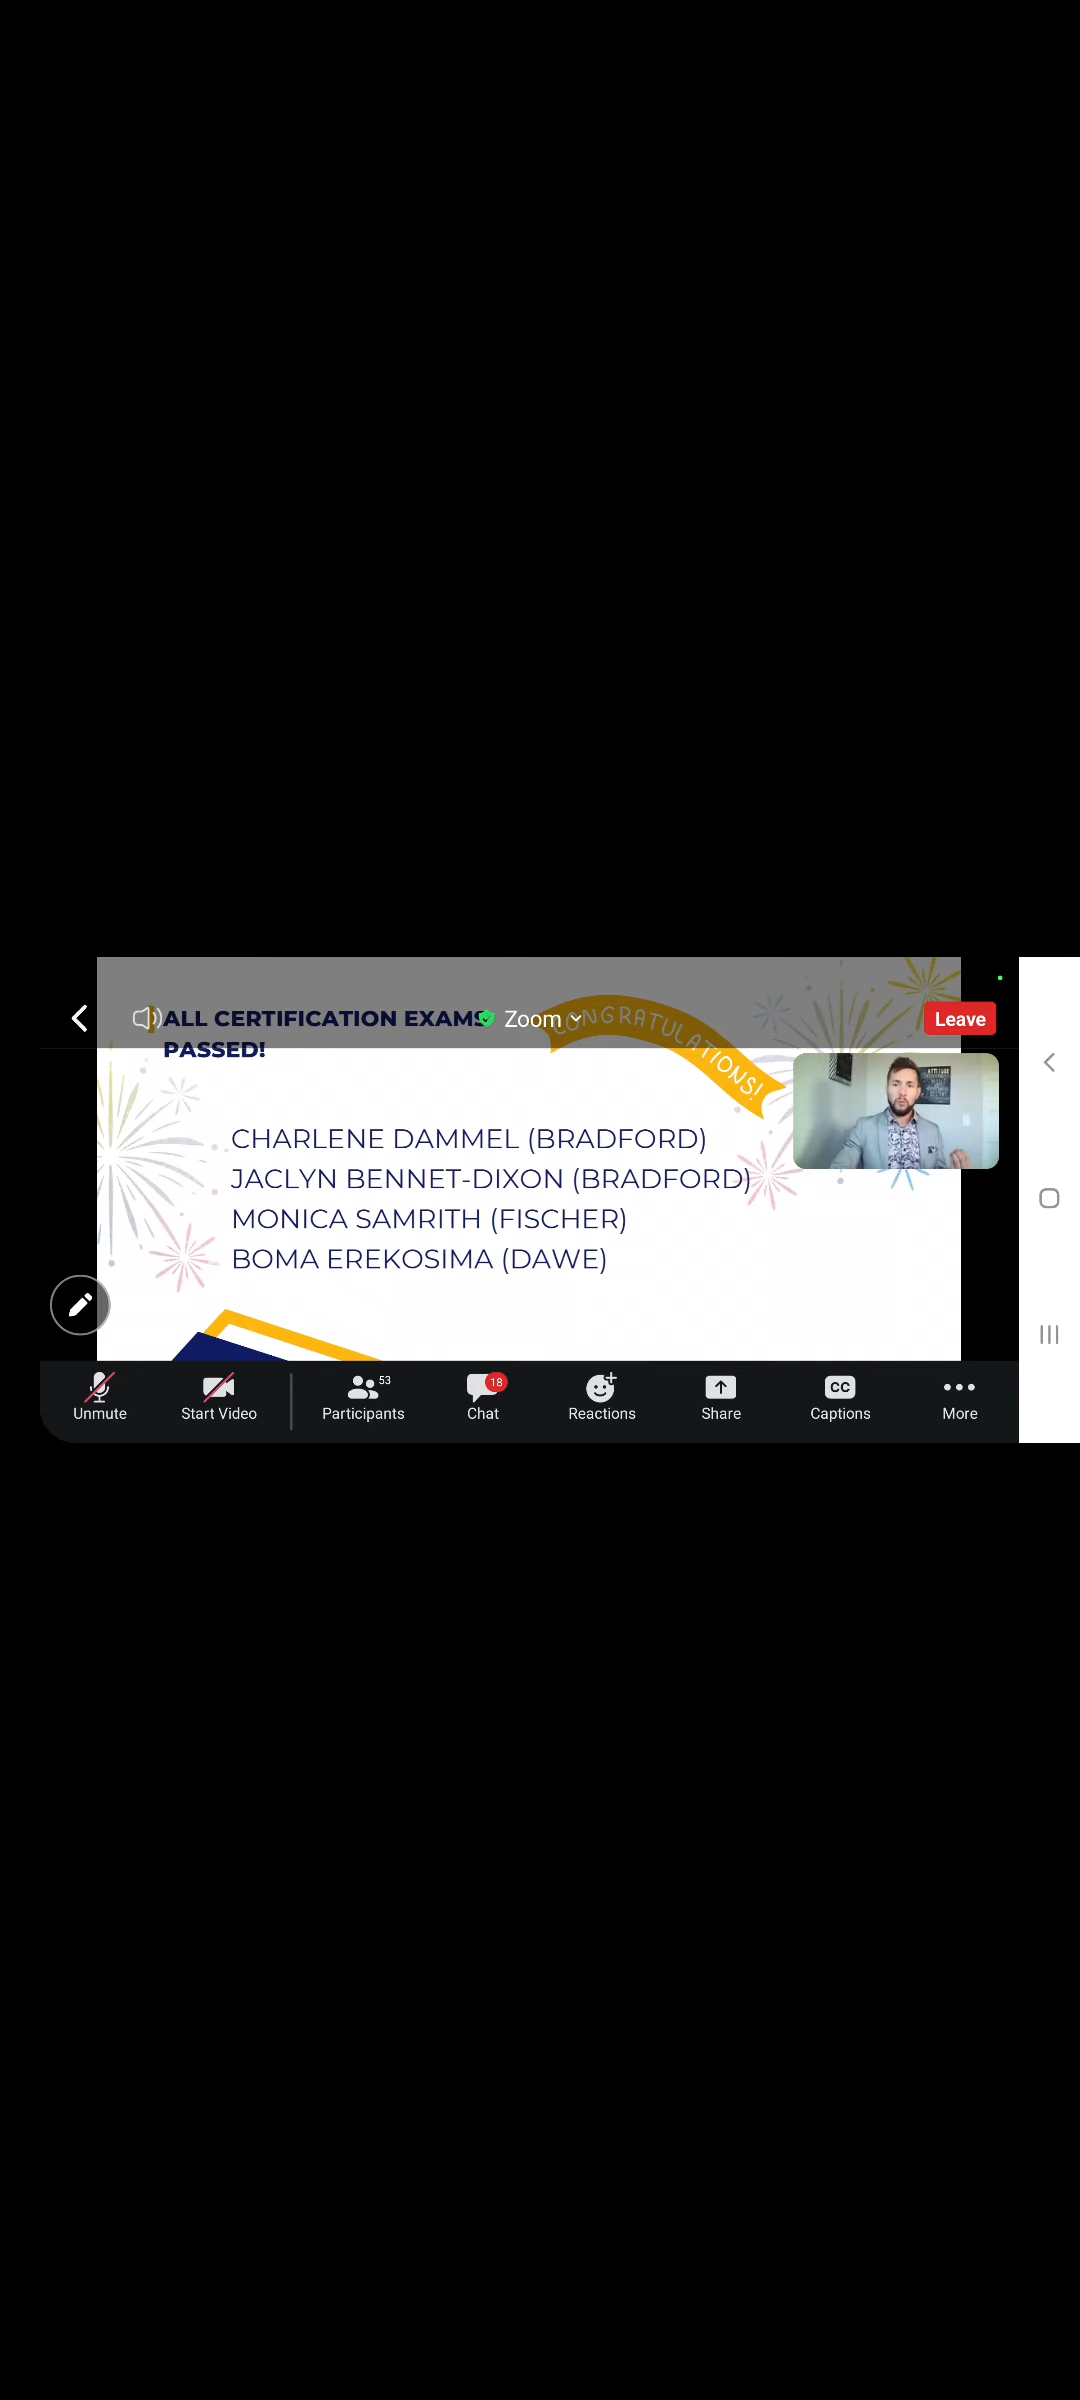 ALL CERTIFICATION EXAMS
PASSED!
Zoom
CONGRATULATIONS!
Leave
ATTITUDE
CHARLENE DAMMEL (BRADFORD)
JACLYN BENNET-DIXON (BRADFORD)
MONICA SAMRITH (FISCHER)
BOMA EREKOSIMA (DAWE)
53
18
CC
Unmute
Start Video
Participants
Chat
Reactions
Share
Captions
More